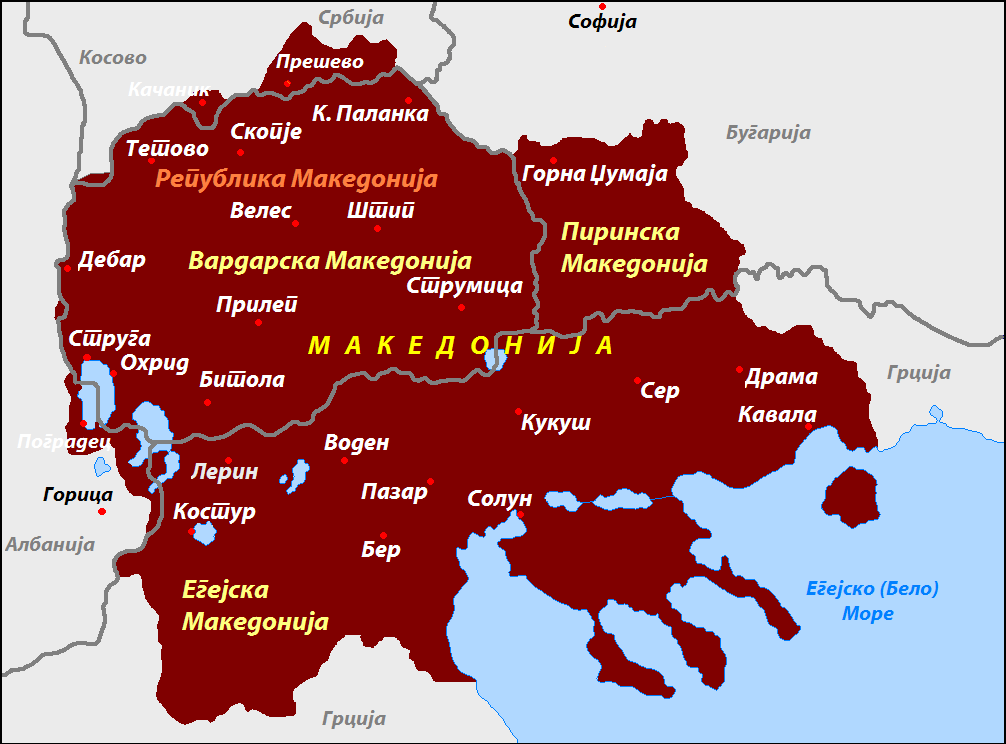 Србија
Софија
Косово
Прешево
Качаник
К. Паланка
Скопје
Бугарија
Тетово
Горна Џумаја
Република Македонија
Велес
Штип
Пиринска
Македонија
Дебар
Вардарска Македонија
Струмица
Прилеп
Струга
МАКЕДОНИЈА
Охрид
Битола
Сер
Драма
Грција
Кавала
Кукуш
Поградец
Воден
Лерин
Горица
Пазар
Солун
Костур
Албанија
Бер
Егејска
Македонија
Егејско (Бело)
Море
Грција